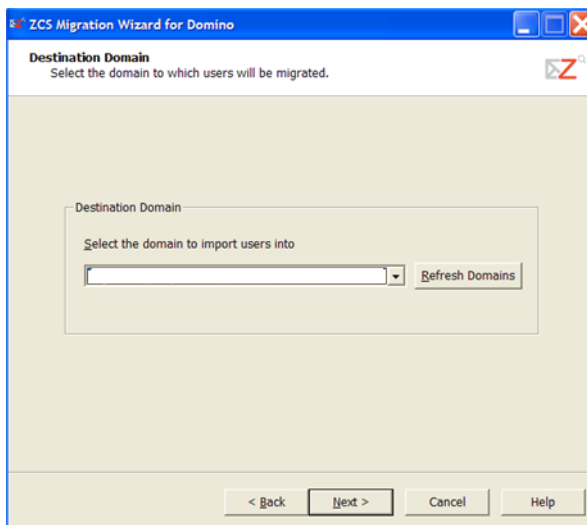 ZCS Migration Wizard for Domino
Destination Domain
Select the domain to which users will be migrated.
Destination Domain
Select the domain to import users into
Refresh Domains
< Back Next > Cancel Help